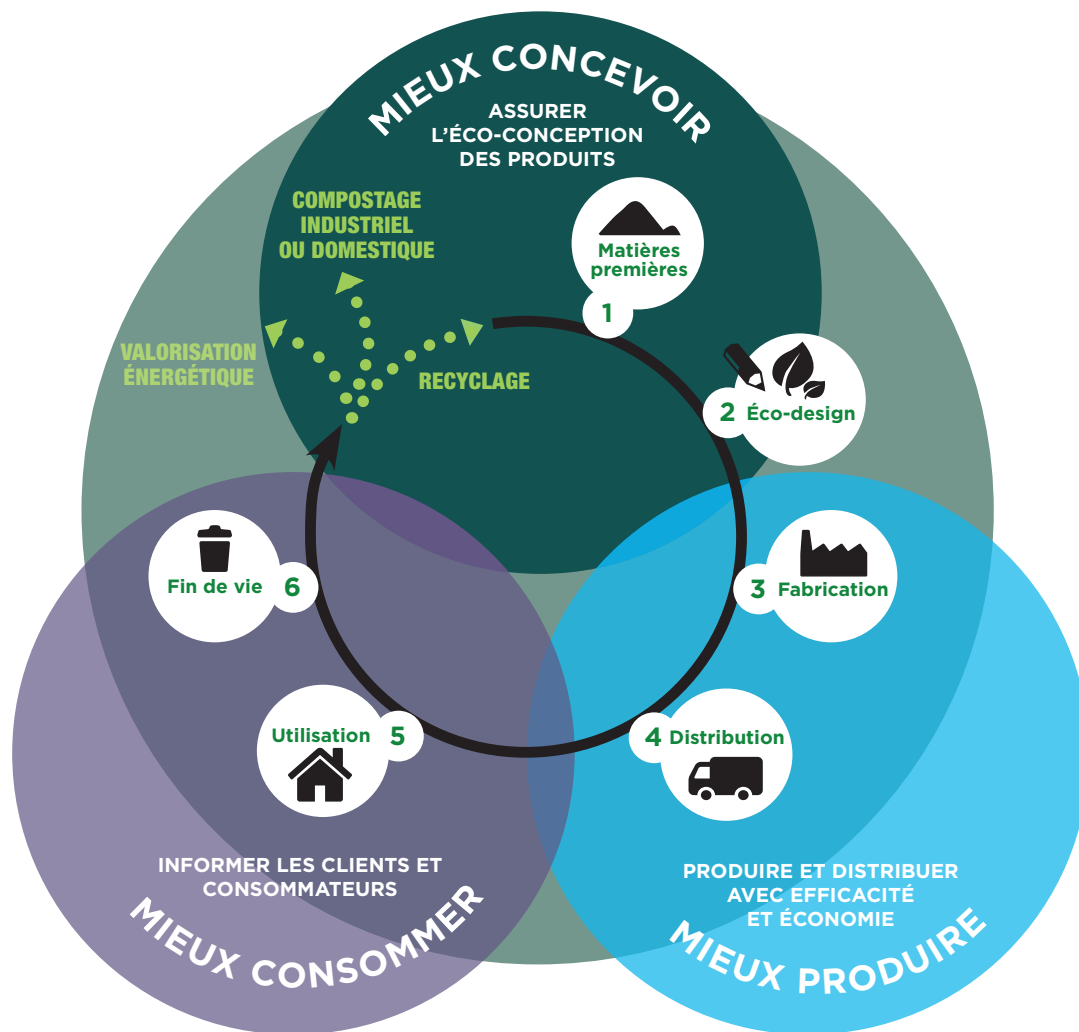 MIEUX CONCEVOIR
ASSURER
L'ÉCO-CONCEPTION
DES PRODUITS
COMPOSTAGE
INDUSTRIEL
OU DOMESTIQUE
VALORISATION
ÉNERGÉTIQUE
RECYCLAGE
Matières
premières
1
2 Éco-design
3 Fabrication
4 Distribution
Utilisation 5
Fin de vie 6
INFORMER LES CLIENTS ET
CONSOMMATEURS
MIEUX CONSOMMER
PRODUIRE ET DISTRIBUER
AVEC EFFICACITÉ
ET ÉCONOMIE
MIEUX PRODUIRE